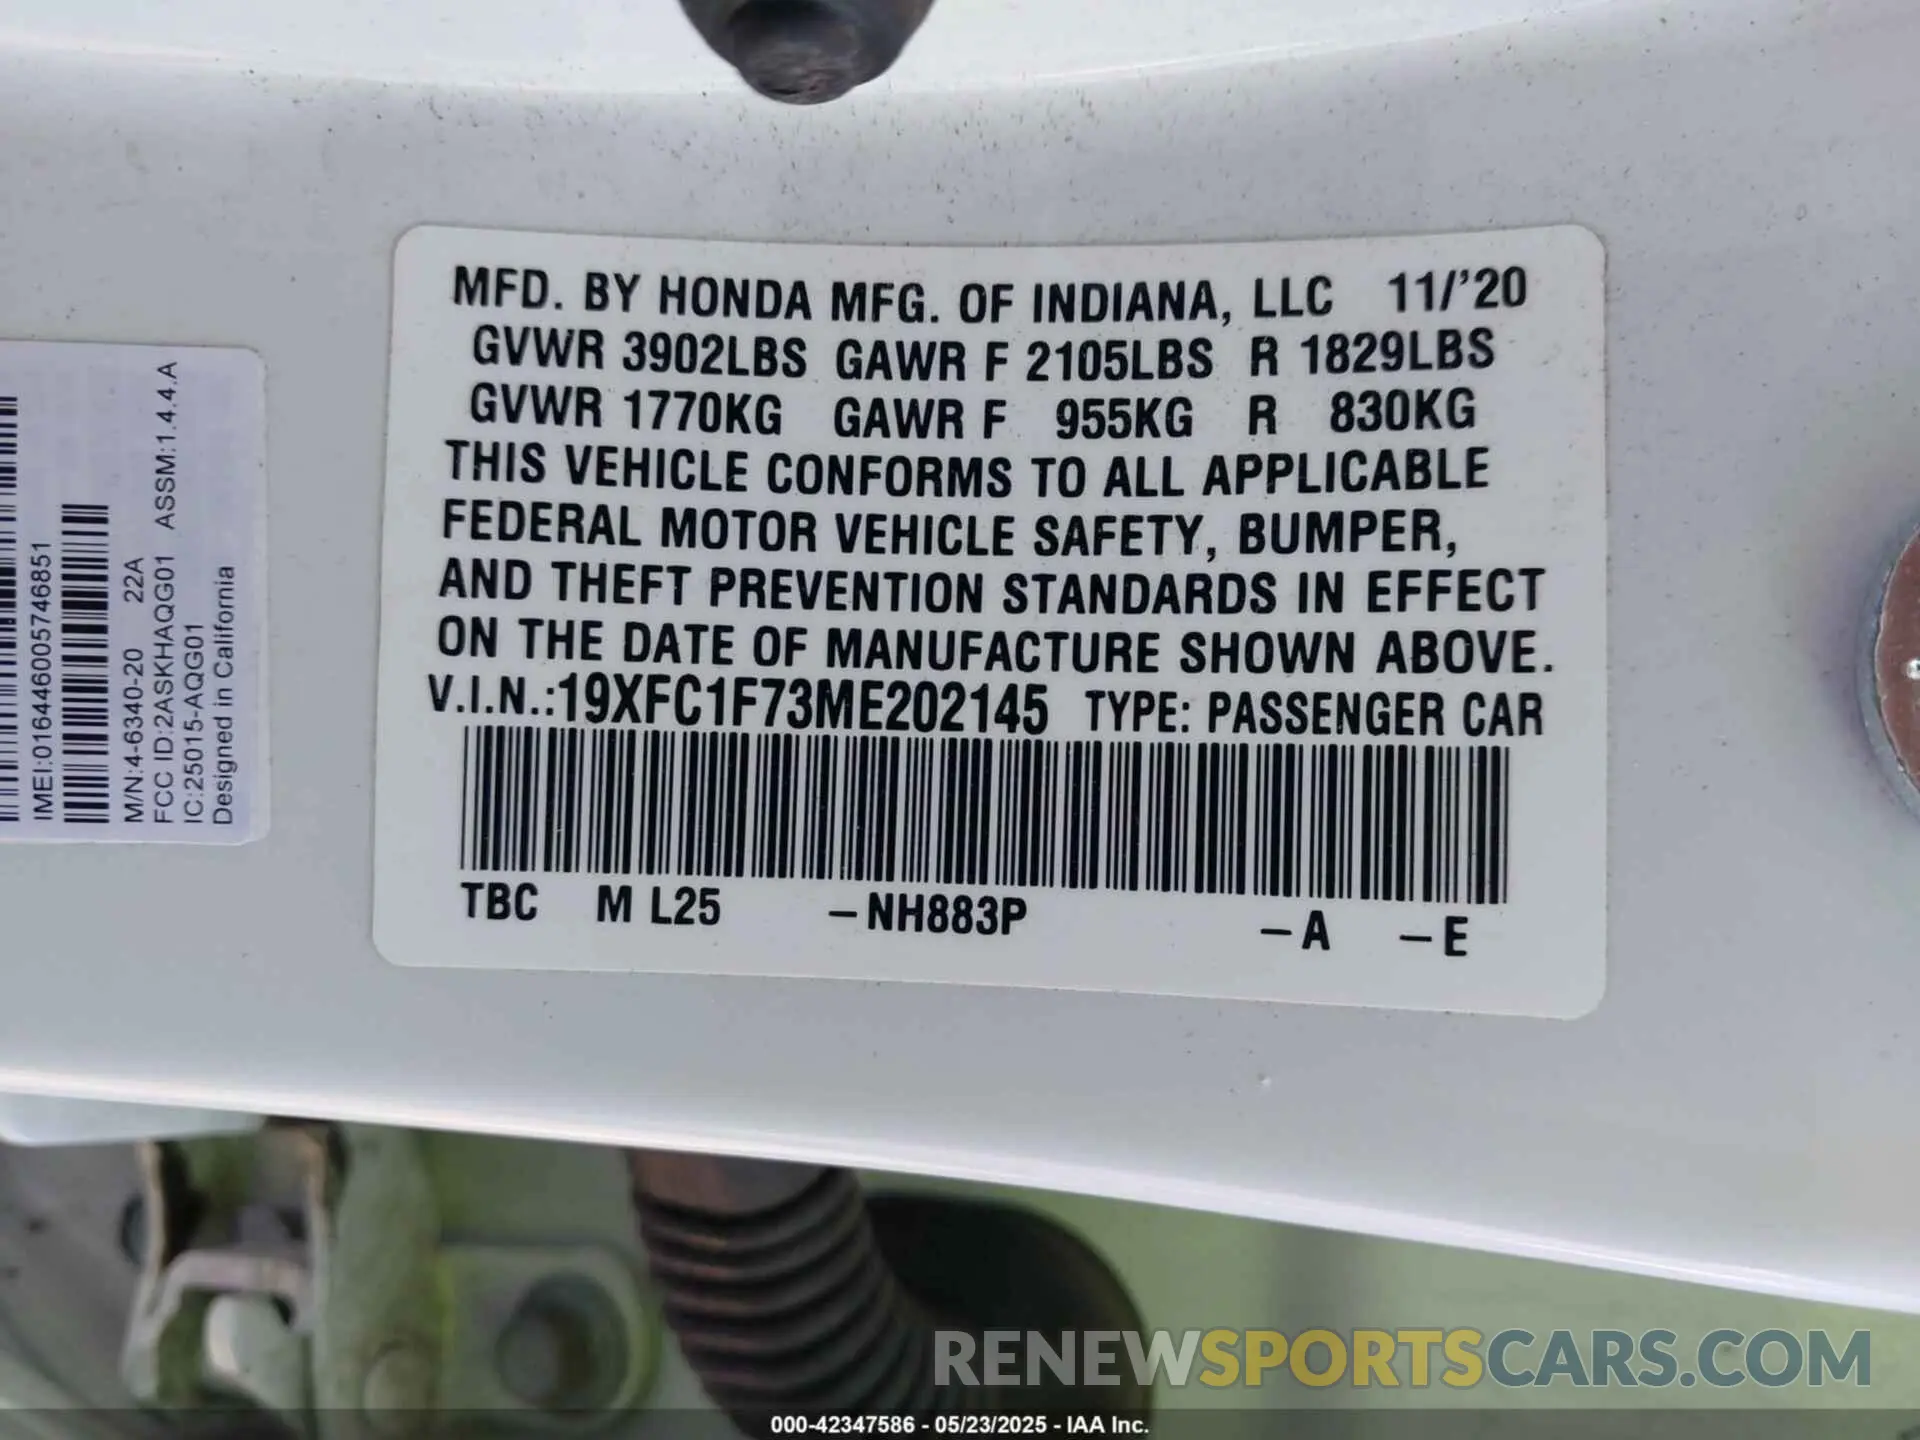 MFD. BY HONDA MFG. OF INDIANA, LLC 11/'20
GVWR 3902LBS GAWR F 2105LBS R 1829LBS
GVWR 1770KG GAWR F 955KG R 830KG
THIS VEHICLE CONFORMS TO ALL APPLICABLE
FEDERAL MOTOR VEHICLE SAFETY, BUMPER,
AND THEFT PREVENTION STANDARDS IN EFFECT
ON THE DATE OF MANUFACTURE SHOWN ABOVE.
V.I.N.:19XFC1F73ME202145 TYPE: PASSENGER CAR
TBC M L25 –NH883P –A –E
IMEI:016446005746851
M/N:4-6340-20 22A
FCC ID:2ASKHAQG01 ASSM:1.4.4.A
IC:25015-AQG01
Designed in California
RENEWSPORTSCARS.COM
000-42347586 - 05/23/2025 - IAA Inc.